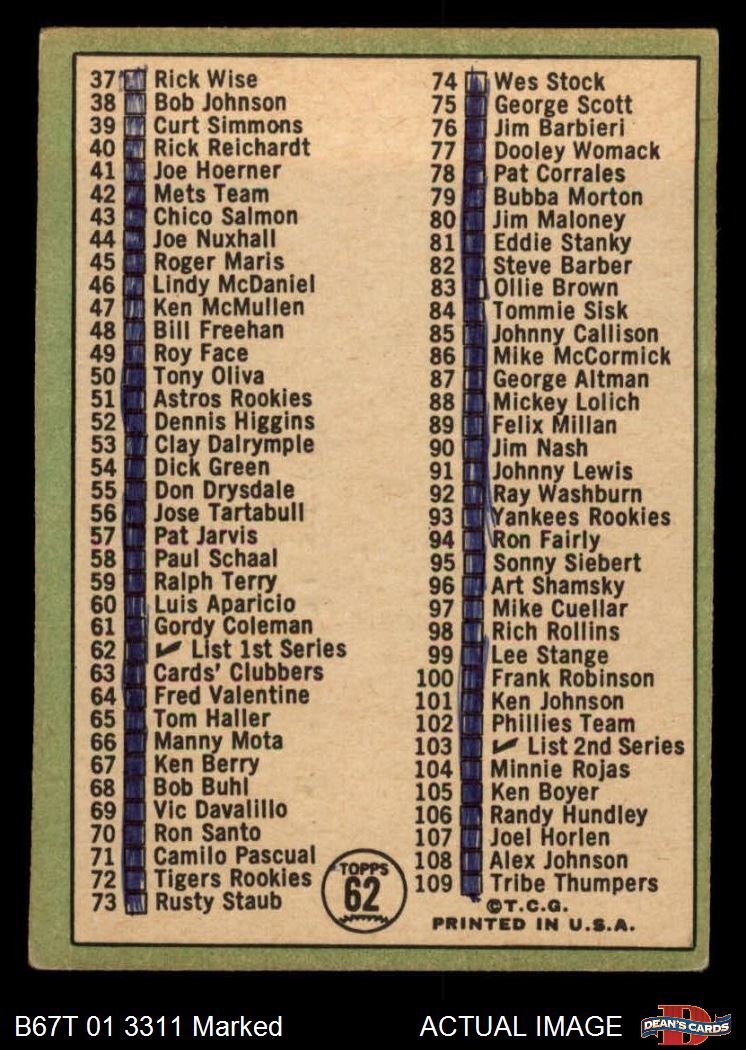 37 Rick Wise
38 Bob Johnson
39 Curt Simmons
40 Rick Reichardt
41 Joe Hoerner
42 Mets Team
43 Chico Salmon
44 Joe Nuxhall
45 Roger Maris
46 Lindy McDaniel
47 Ken McMullen
48 Bill Freehan
49 Roy Face
50 Tony Oliva
51 Astros Rookies
52 Dennis Higgins
53 Clay Dalrymple
54 Dick Green
55 Don Drysdale
56 Jose Tartabull
57 Pat Jarvis
58 Paul Schaal
59 Ralph Terry
60 Luis Aparicio
61 Gordy Coleman
62 ✔ List 1st Series
63 Cards' Clubbers
64 Fred Valentine
65 Tom Haller
66 Manny Mota
67 Ken Berry
68 Bob Buhl
69 Vic Davalillo
70 Ron Santo
71 Camilo Pascual
72 Tigers Rookies
73 Rusty Staub
TOPPS
62
74 Wes Stock
75 George Scott
76 Jim Barbieri
77 Dooley Womack
78 Pat Corrales
79 Bubba Morton
80 Jim Maloney
81 Eddie Stanky
82 Steve Barber
83 Ollie Brown
84 Tommie Sisk
85 Johnny Callison
86 Mike McCormick
87 George Altman
88 Mickey Lolich
89 Felix Millan
90 Jim Nash
91 Johnny Lewis
92 Ray Washburn
93 Yankees Rookies
94 Ron Fairly
95 Sonny Siebert
96 Art Shamsky
97 Mike Cuellar
98 Rich Rollins
99 Lee Stange
100 Frank Robinson
101 Ken Johnson
102 Phillies Team
103 ✔ List 2nd Series
104 Minnie Rojas
105 Ken Boyer
106 Randy Hundley
107 Joel Horlen
108 Alex Johnson
109 Tribe Thumpers
©T.C.G.
PRINTED IN U.S.A.
B67T 01 3311 Marked
ACTUAL IMAGE
DEAN'S CARDS